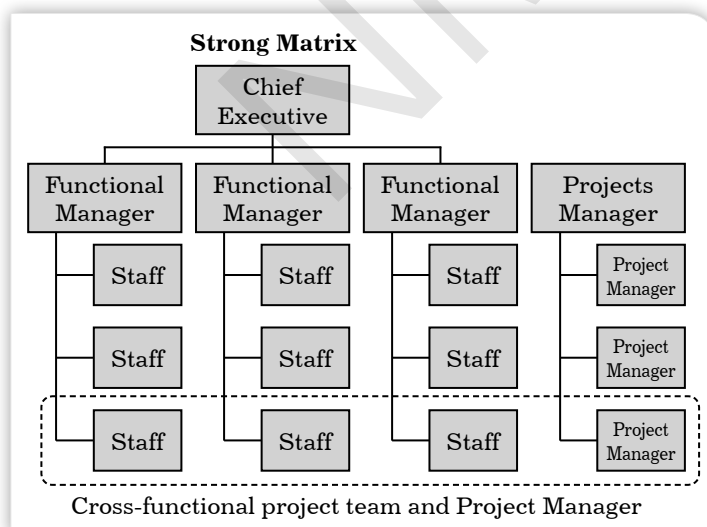 Strong Matrix
Chief
Executive
Functional
Manager
Functional
Manager
Functional
Manager
Projects
Manager
Staff
Staff
Staff
Project
Manager
Staff
Staff
Staff
Project
Manager
Staff
Staff
Staff
Project
Manager
Cross-functional project team and Project Manager